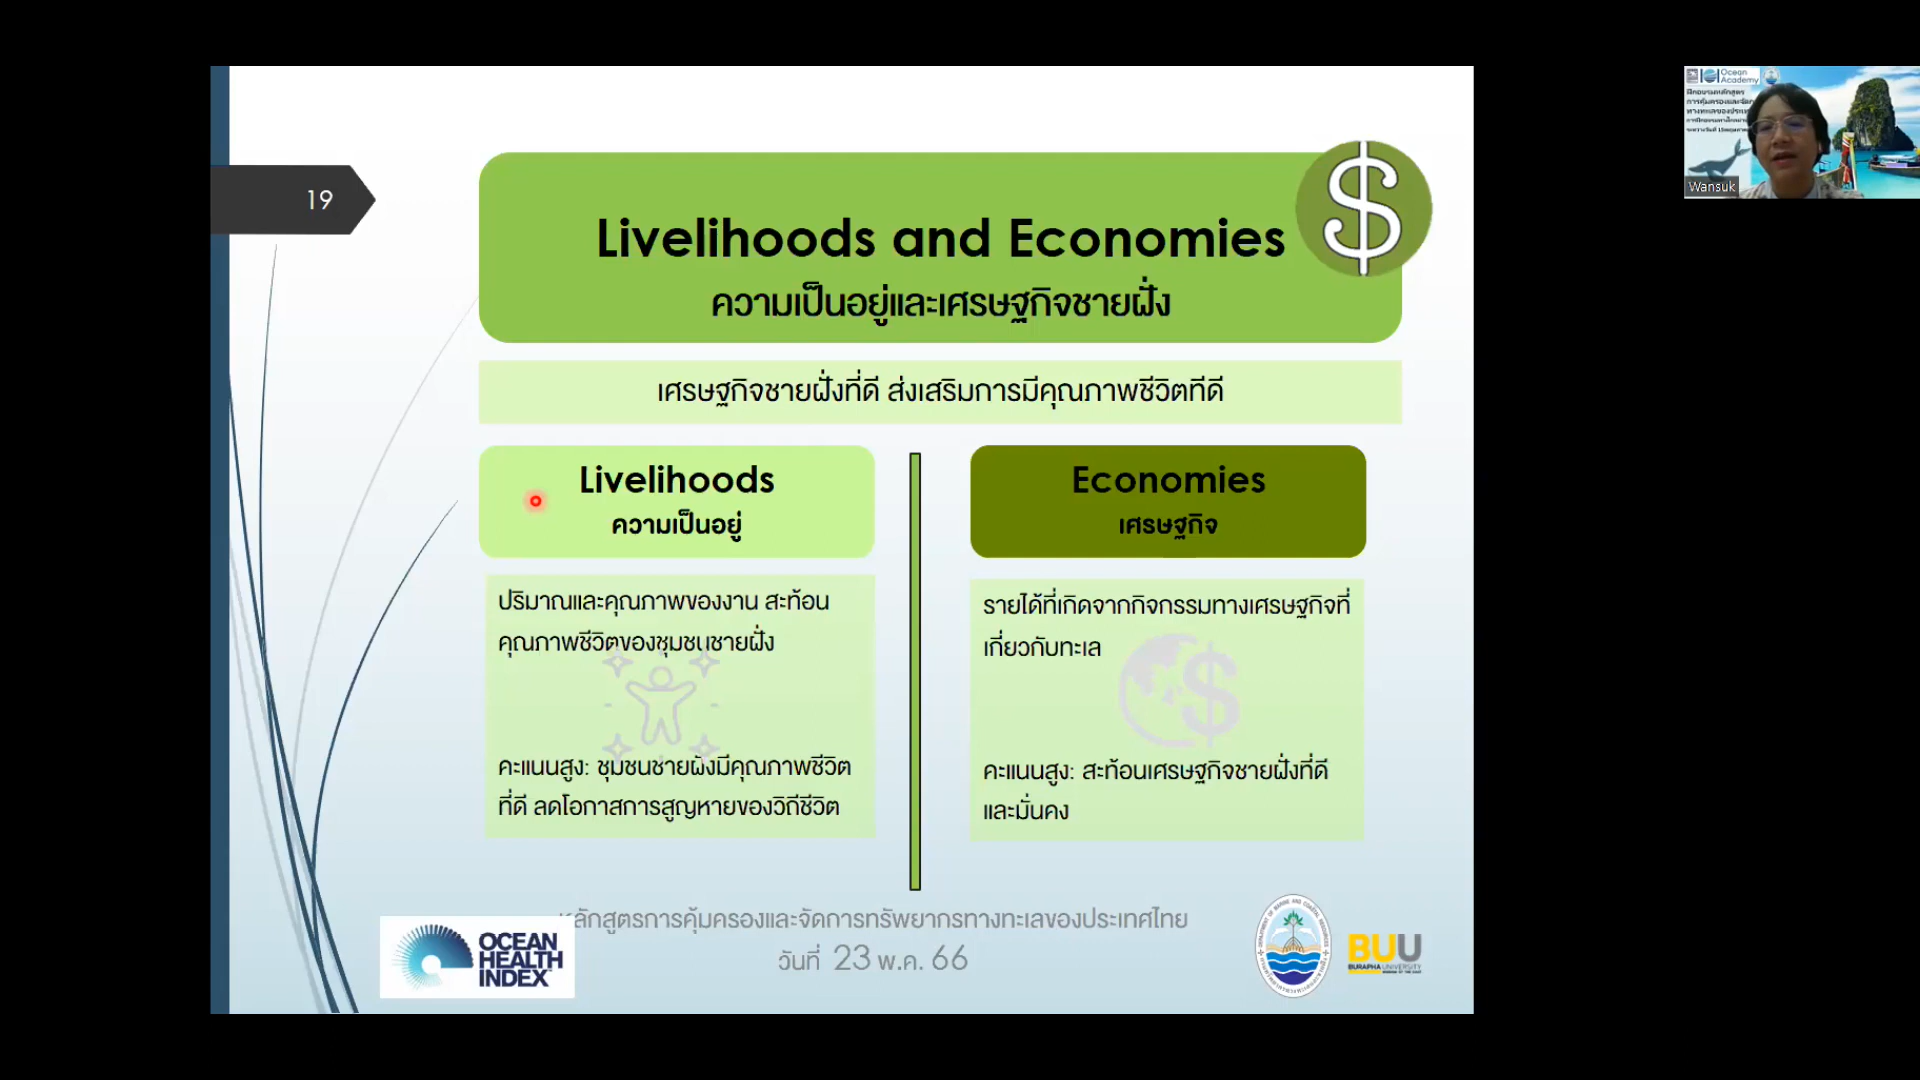 19
Livelihoods and Economies
ความเป็นอยู่และเศรษฐกิจชายฝั่ง
เศรษฐกิจชายฝั่งที่ดี ส่งเสริมการมีคุณภาพชีวิตทีดี
Livelihoods
ความเป็นอยู่
ปริมาณและคุณภาพของงาน สะท้อน
คุณภาพชีวิตของชุมชนชายฝั่ง
คะแนนสูง: ชุมชนชายฝั่งมีคุณภาพชีวิต
ที่ดี ลดโอกาสการสูญหายของวิถีชีวิต
Economies
เศรษฐกิจ
รายได้ที่เกิดจากกิจกรรมทางเศรษฐกิจที่
เกี่ยวกับทะเล
คะแนนสูง: สะท้อนเศรษฐกิจชายฝั่งที่ดี
และมั่นคง
หลักสูตรการคุ้มครองและจัดการทรัพยากรทางทะเลของประเทศไทย
วันที่ 23 พ.ค. 66
OCEAN
HEALTH
INDEX
BUU
BURAPHA UNIVERSITY
Ocean
Academy
Wansuk